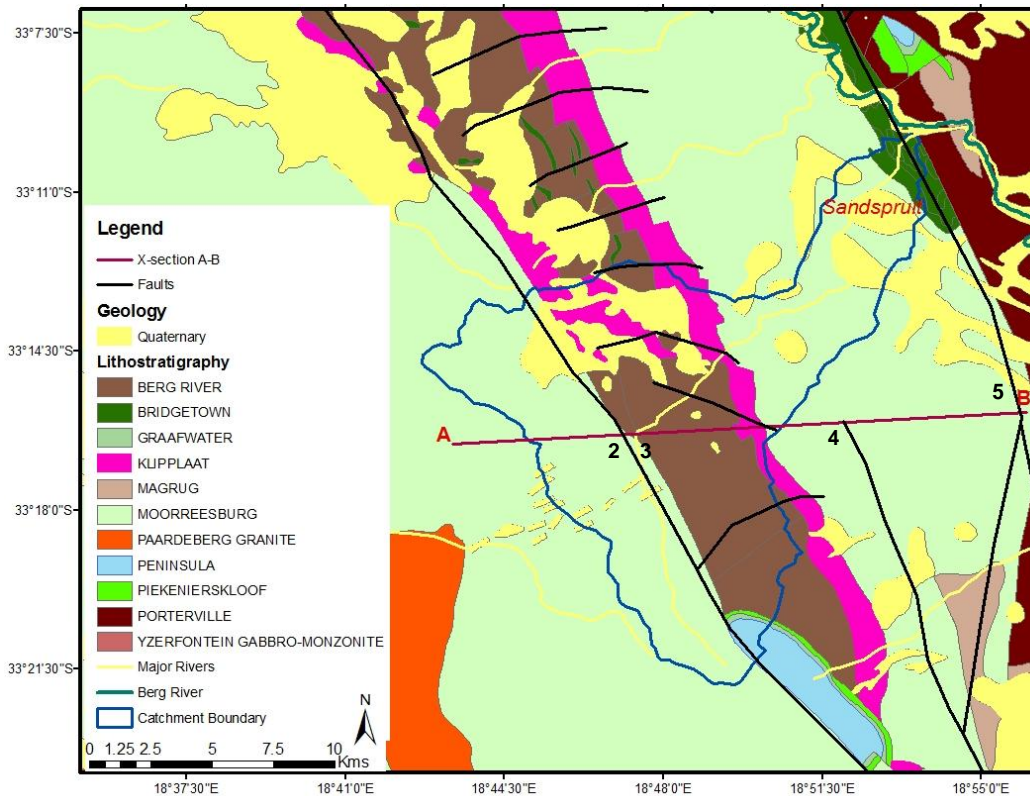 33°7'30"S
33°11'0"S
33°14'30"S
33°18'0"S
33°21'30"S
Legend
X-section A-B
Faults
Geology
Quaternary
Lithostratigraphy
BERG RIVER
BRIDGETOWN
GRAAFWATER
KLIPPLAAT
MAGRUG
MOORREESBURG
PAARDEBERG GRANITE
PENINSULA
PIEKENIERSKLOOF
PORTERVILLE
YZERFONTEIN GABBRO-MONZONITE
Major Rivers
Berg River
Catchment Boundary
N
0 1.25 2.5 5 7.5 10
Kms
Sandspruit
A
2
3
4
5
B
18°37'30"E 18°41'0"E 18°44'30"E 18°48'0"E 18°51'30"E 18°55'0"E